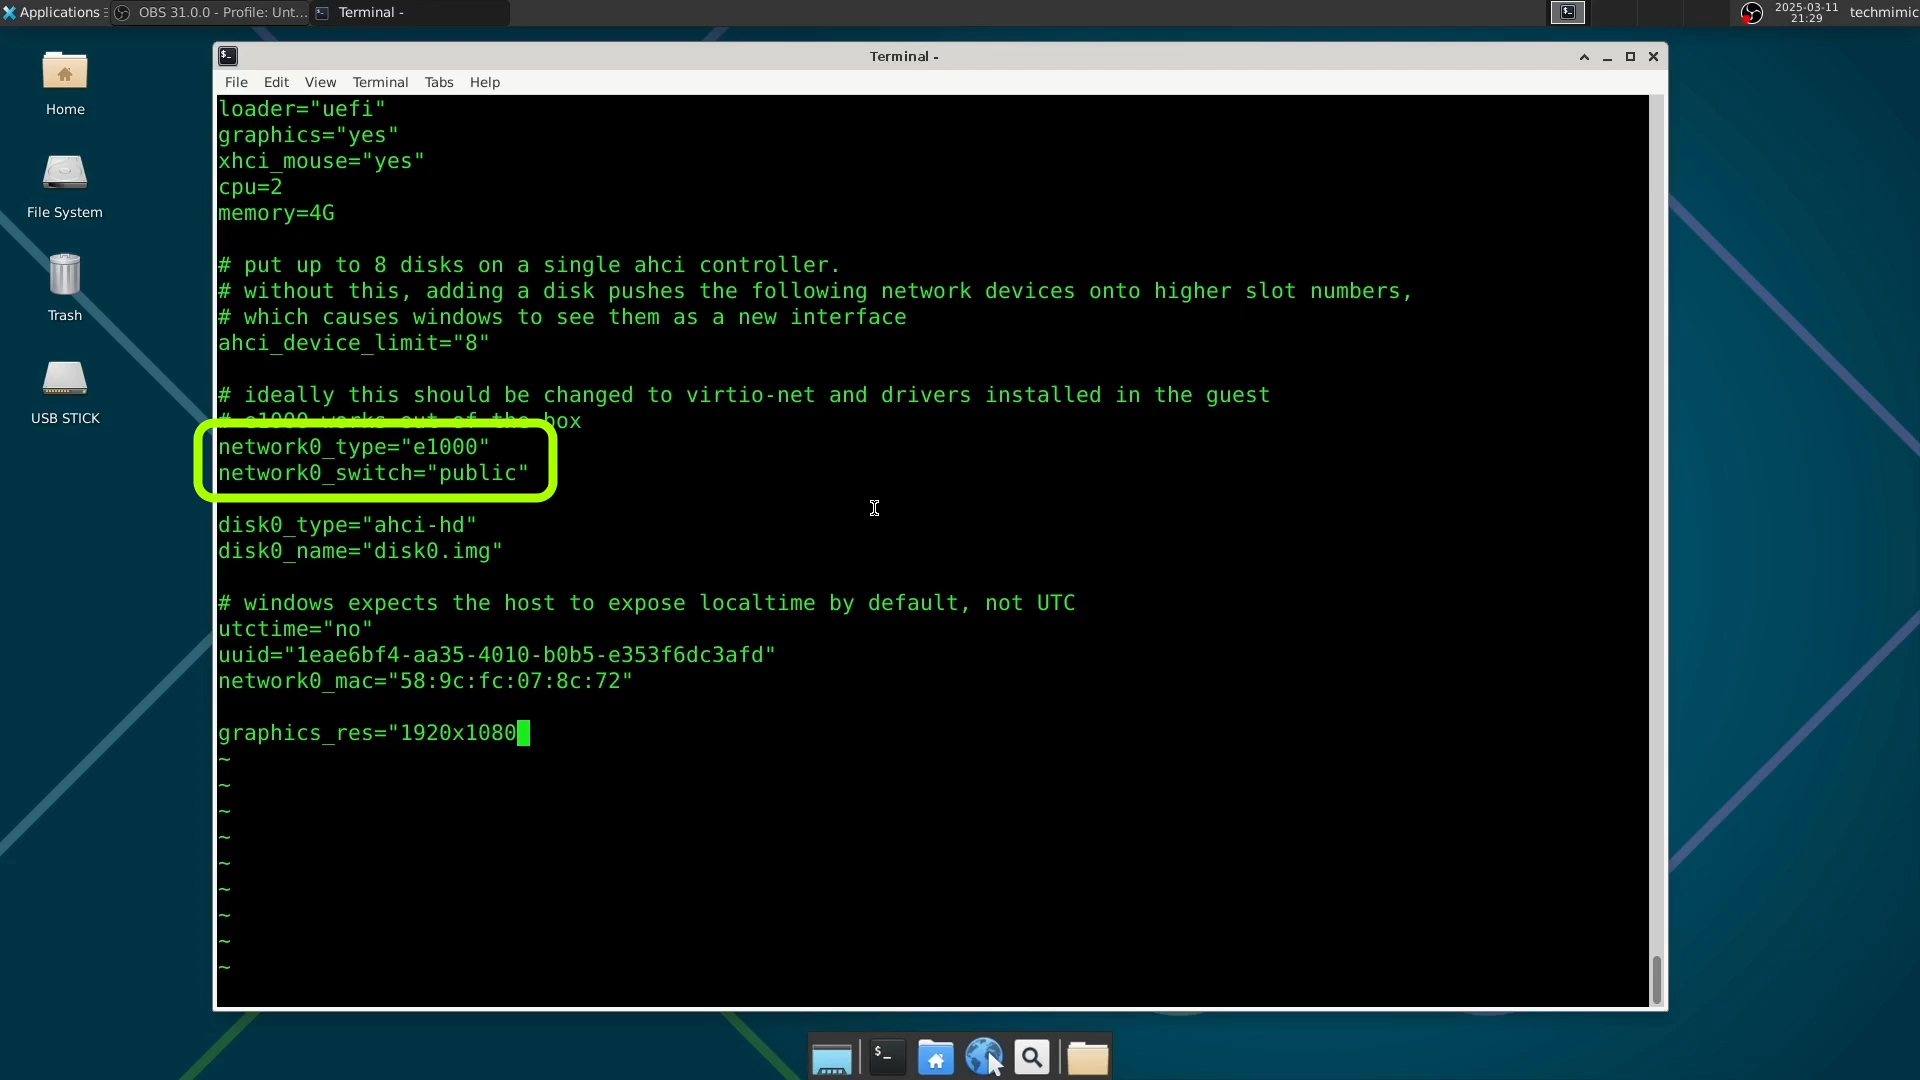 Applications
OBS 31.0.0 - Profile: Unt...
Terminal -
2025-03-11
21:29
techmimic
Home
File System
Trash
USB STICK
Terminal -
File Edit View Terminal Tabs Help
loader="uefi"
graphics="yes"
xhci_mouse="yes"
cpu=2
memory=4G
# put up to 8 disks on a single ahci controller.
# without this, adding a disk pushes the following network devices onto higher slot numbers,
# which causes windows to see them as a new interface
ahci_device_limit="8"
# ideally this should be changed to virtio-net and drivers installed in the guest
# e1000 works out of the box
network0_type="e1000"
network0_switch="public"
disk0_type="ahci-hd"
disk0_name="disk0.img"
# windows expects the host to expose localtime by default, not UTC
utctime="no"
uuid="1eae6bf4-aa35-4010-b0b5-e353f6dc3afd"
network0_mac="58:9c:fc:07:8c:72"
graphics_res="1920x1080
~
~
~
~
~
~
~
~
~